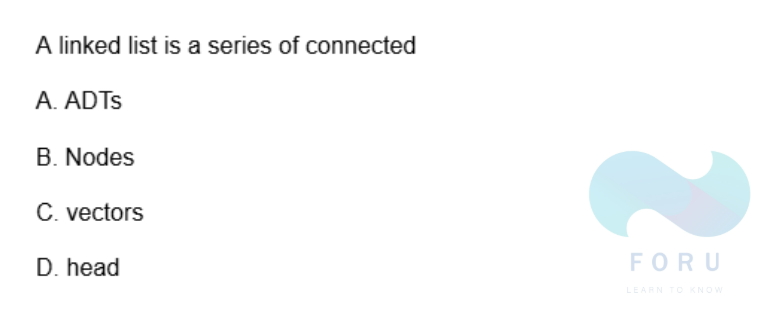 A linked list is a series of connected
A. ADTs
B. Nodes
C. vectors
D. head
FORU
LEARN TO KNOW